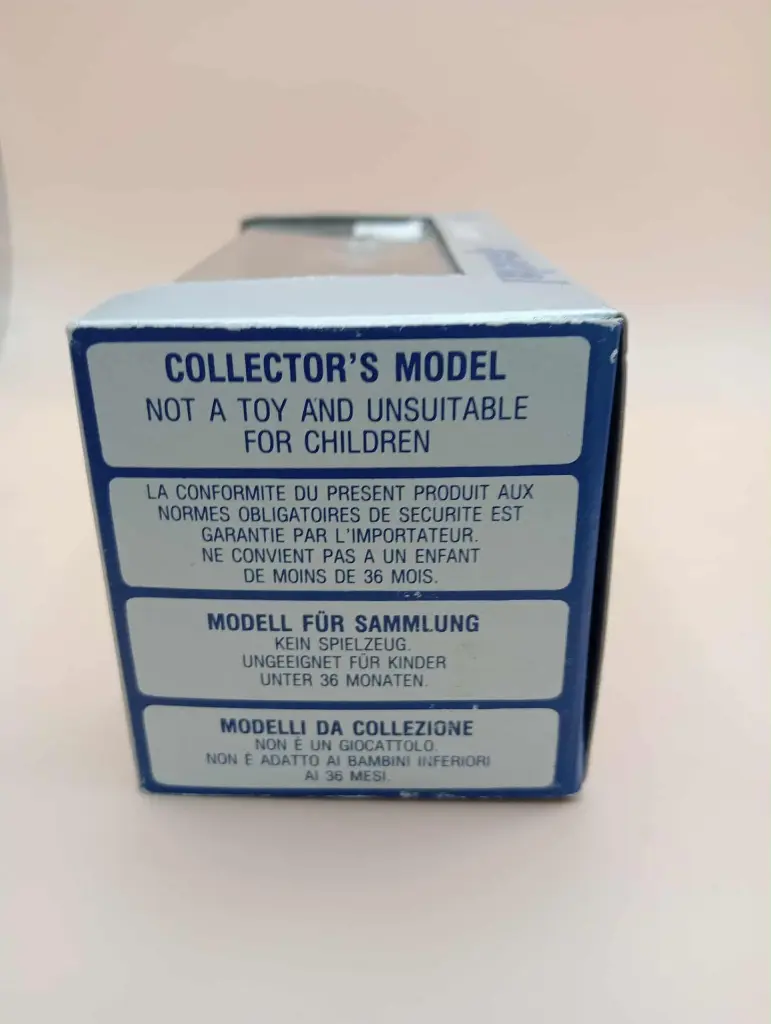 COLLECTOR'S MODEL
NOT A TOY AND UNSUITABLE
FOR CHILDREN
LA CONFORMITE DU PRESENT PRODUIT AUX
NORMES OBLIGATOIRES DE SECURITE EST
GARANTIE PAR L'IMPORTATEUR.
NE CONVIENT PAS A UN ENFANT
DE MOINS DE 36 MOIS.
MODELL FÜR SAMMLUNG
KEIN SPIELZEUG.
UNGEEIGNET FÜR KINDER
UNTER 36 MONATEN.
MODELLI DA COLLEZIONE
NON È UN GIOCATTOLO.
NON È ADATTO AI BAMBINI INFERIORI
AI 36 MESI.